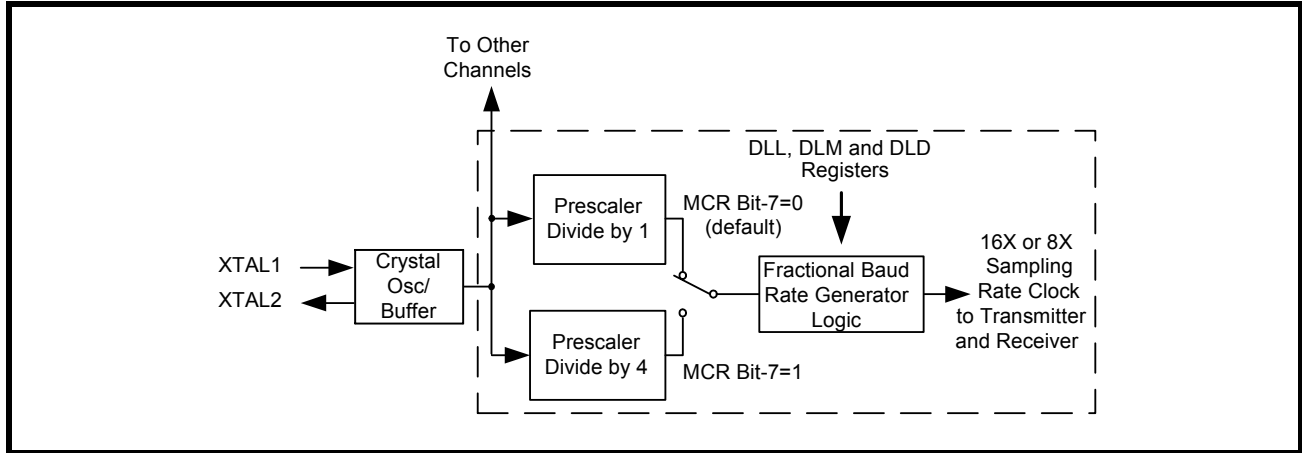 To Other
Channels
DLL, DLM and DLD
Registers
Prescaler
Divide by 1
MCR Bit-7=0
(default)
XTAL1
XTAL2
Crystal
Osc/
Buffer
Fractional Baud
Rate Generator
Logic
16X or 8X
Sampling
Rate Clock
to Transmitter
and Receiver
Prescaler
Divide by 4
MCR Bit-7=1